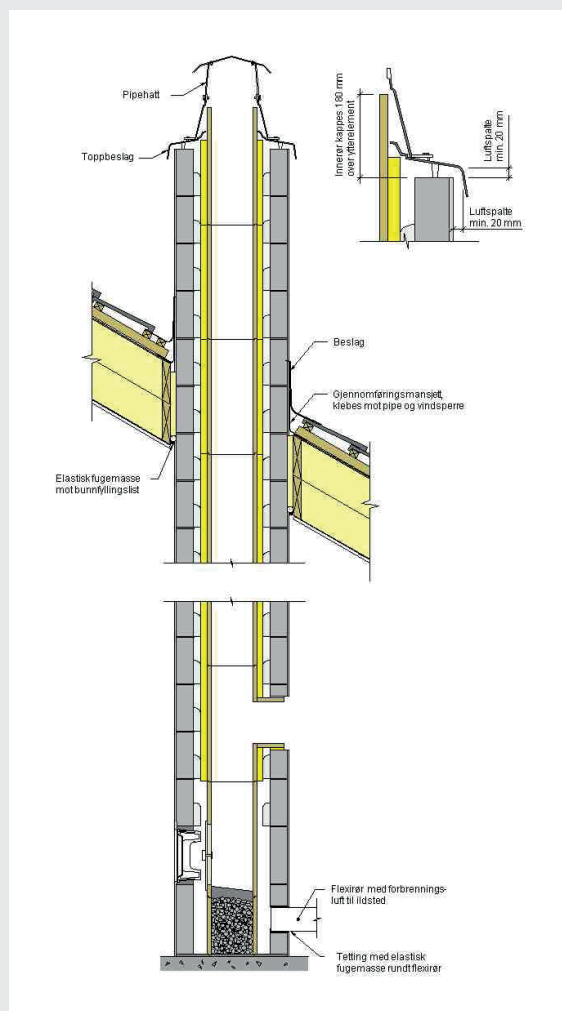 Pipehatt
Toppbeslag
Innerør kappes 180 mm
over ytterelement
Luftspalte
min. 20 mm
Luftspalte
min. 20 mm
Beslag
Gjennomføringsmansjett,
klebes mot pipe og vindsperre
Elastisk fugemasse
mot bunnfyllingslist
Flexirør med forbrennings-
luft til ildsted
Tetting med elastisk
fugemasse rundt flexirør